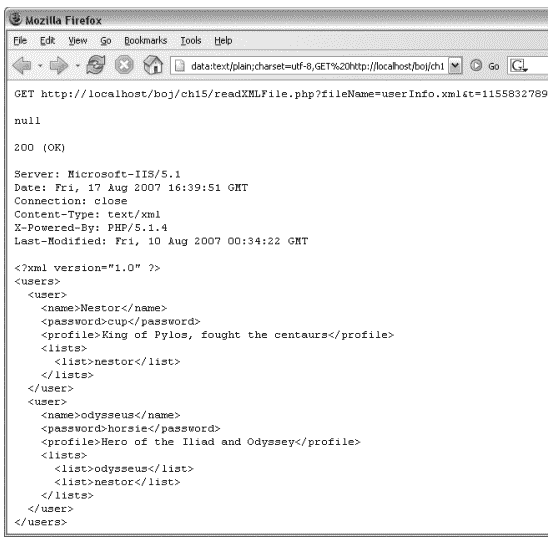 Mozilla Firefox
File Edit View Go Bookmarks Tools Help
data:text/plain;charset=utf-8,GET%20http://localhost/boj/ch1 Go G
GET http://localhost/boj/ch15/readXMLFile.php?fileName=userInfo.xml&t=1155832789
null
200 (OK)
Server: Microsoft-IIS/5.1
Date: Fri, 17 Aug 2007 16:39:51 GMT
Connection: close
Content-Type: text/xml
X-Powered-By: PHP/5.1.4
Last-Modified: Fri, 10 Aug 2007 00:34:22 GMT
<?xml version="1.0" ?>
<users>
<user>
<name>Nestor</name>
<password>cup</password>
<profile>King of Pylos, fought the centaurs</profile>
<lists>
<list>nestor</list>
</lists>
</user>
<user>
<name>odysseus</name>
<password>horsie</password>
<profile>Hero of the Iliad and Odyssey</profile>
<lists>
<list>odysseus</list>
<list>nestor</list>
</lists>
</user>
</users>